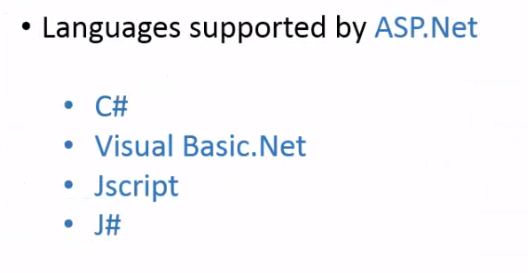 • Languages supported by ASP.Net
• C#
• Visual Basic.Net
• Jscript
• J#